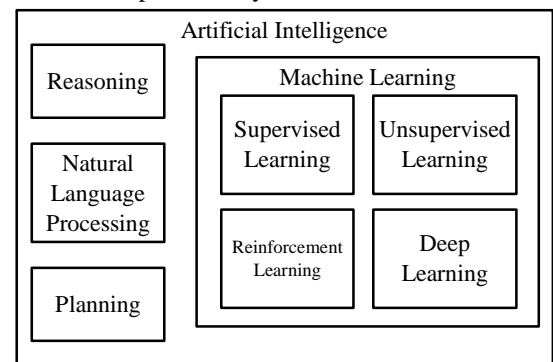 Artificial Intelligence
Reasoning
Natural
Language
Processing
Planning
Machine Learning
Supervised
Learning
Unsupervised
Learning
Reinforcement
Learning
Deep
Learning